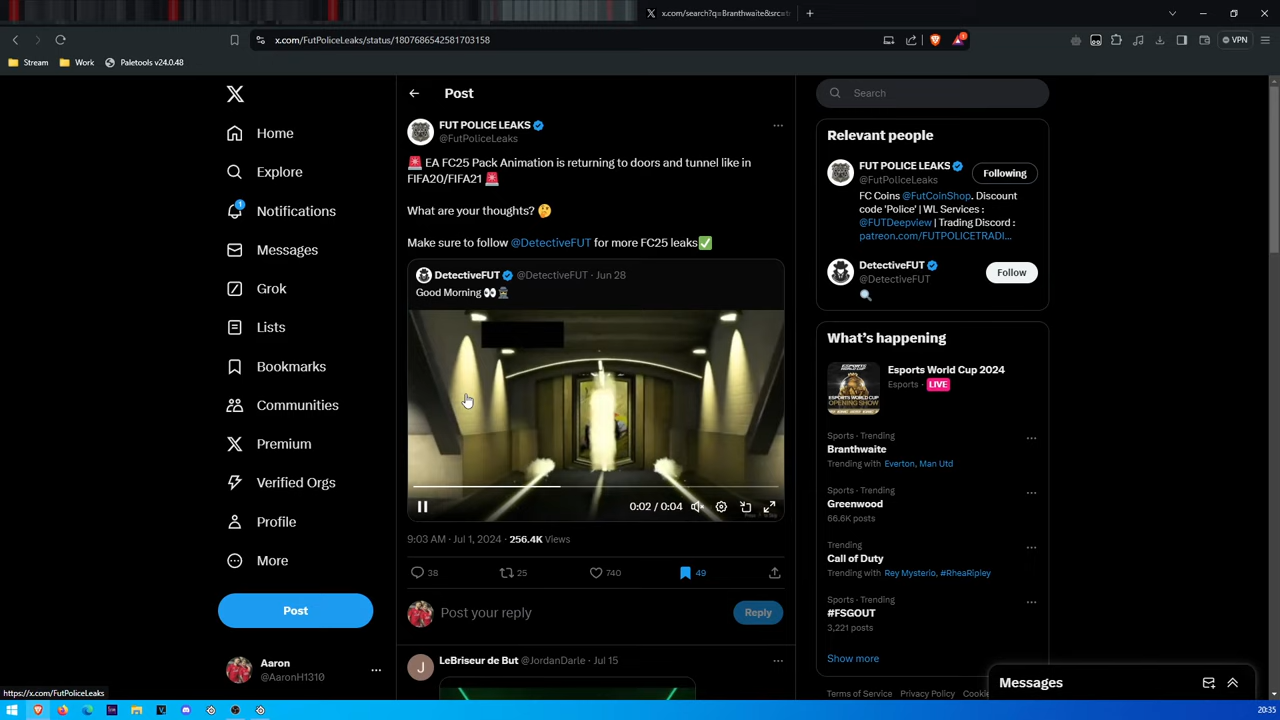 x.com/search?q=Branthwaite&src=t
x.com/FutPoliceLeaks/status/1807686542581703158
VPN
Stream
Work
Paletools v24.0.48
Home
Explore
1
Notifications
Messages
Grok
Lists
Bookmarks
Communities
Premium
Verified Orgs
Profile
More
Post
Aaron
@AaronH1310
https://x.com/FutPoliceLeaks
Post
FUT POLICE LEAKS
@FutPoliceLeaks
🚨 EA FC25 Pack Animation is returning to doors and tunnel like in
FIFA20/FIFA21 🚨
What are your thoughts? 🤔
Make sure to follow @DetectiveFUT for more FC25 leaks✅
DetectiveFUT @DetectiveFUT · Jun 28
Good Morning 👀🕵️
0:02 / 0:04
9:03 AM · Jul 1, 2024 · 256.4K Views
38
25
740
49
Post your reply
Reply
J
LeBriseur de But @JordanDarle · Jul 15
Search
Relevant people
FUT POLICE LEAKS
@FutPoliceLeaks
Following
FC Coins @FutCoinShop. Discount
code 'Police' | WL Services :
@FUTDeepview | Trading Discord :
patreon.com/FUTPOLICETRADI…
DetectiveFUT
@DetectiveFUT
Follow
🔍
What's happening
Esports World Cup 2024
Esports · LIVE
Sports · Trending
Branthwaite
Trending with Everton, Man Utd
Sports · Trending
Greenwood
66.6K posts
Trending
Call of Duty
Trending with Rey Mysterio, #RheaRipley
Sports · Trending
#FSGOUT
3,221 posts
Show more
Terms of Service Privacy Policy Cookie
Messages
20:35